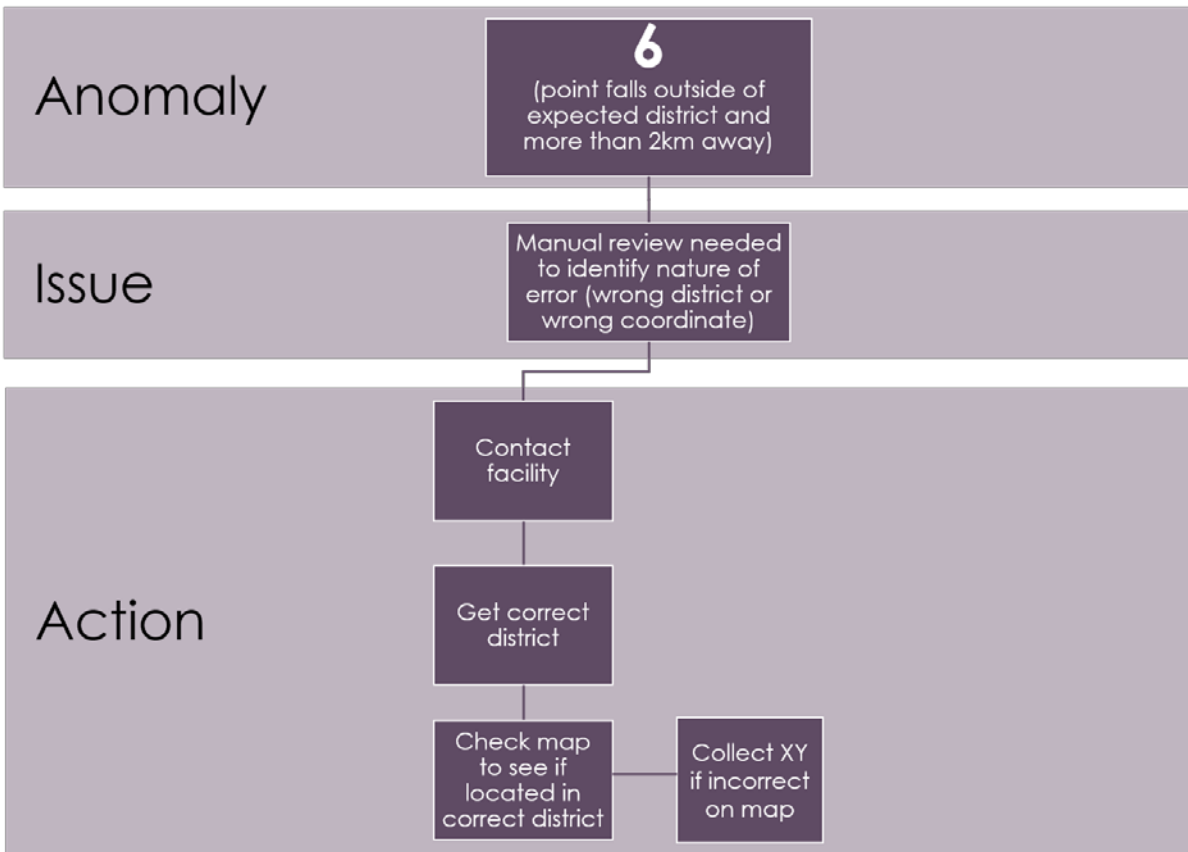 Anomaly
6
(point falls outside of
expected district and
more than 2km away)
Issue
Manual review needed
to identify nature of
error (wrong district or
wrong coordinate)
Action
Contact
facility
Get correct
district
Check map
to see if
located in
correct district
Collect XY
if incorrect
on map